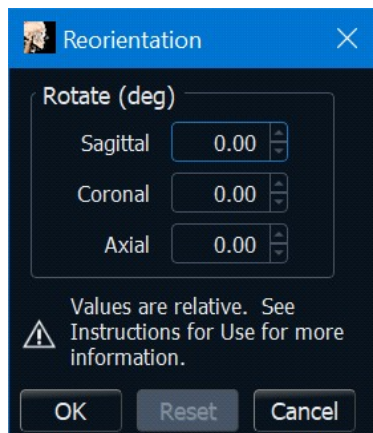 Reorientation
Rotate (deg)
Sagittal 0.00
Coronal 0.00
Axial 0.00
Values are relative. See
Instructions for Use for more
information.
OK Reset Cancel